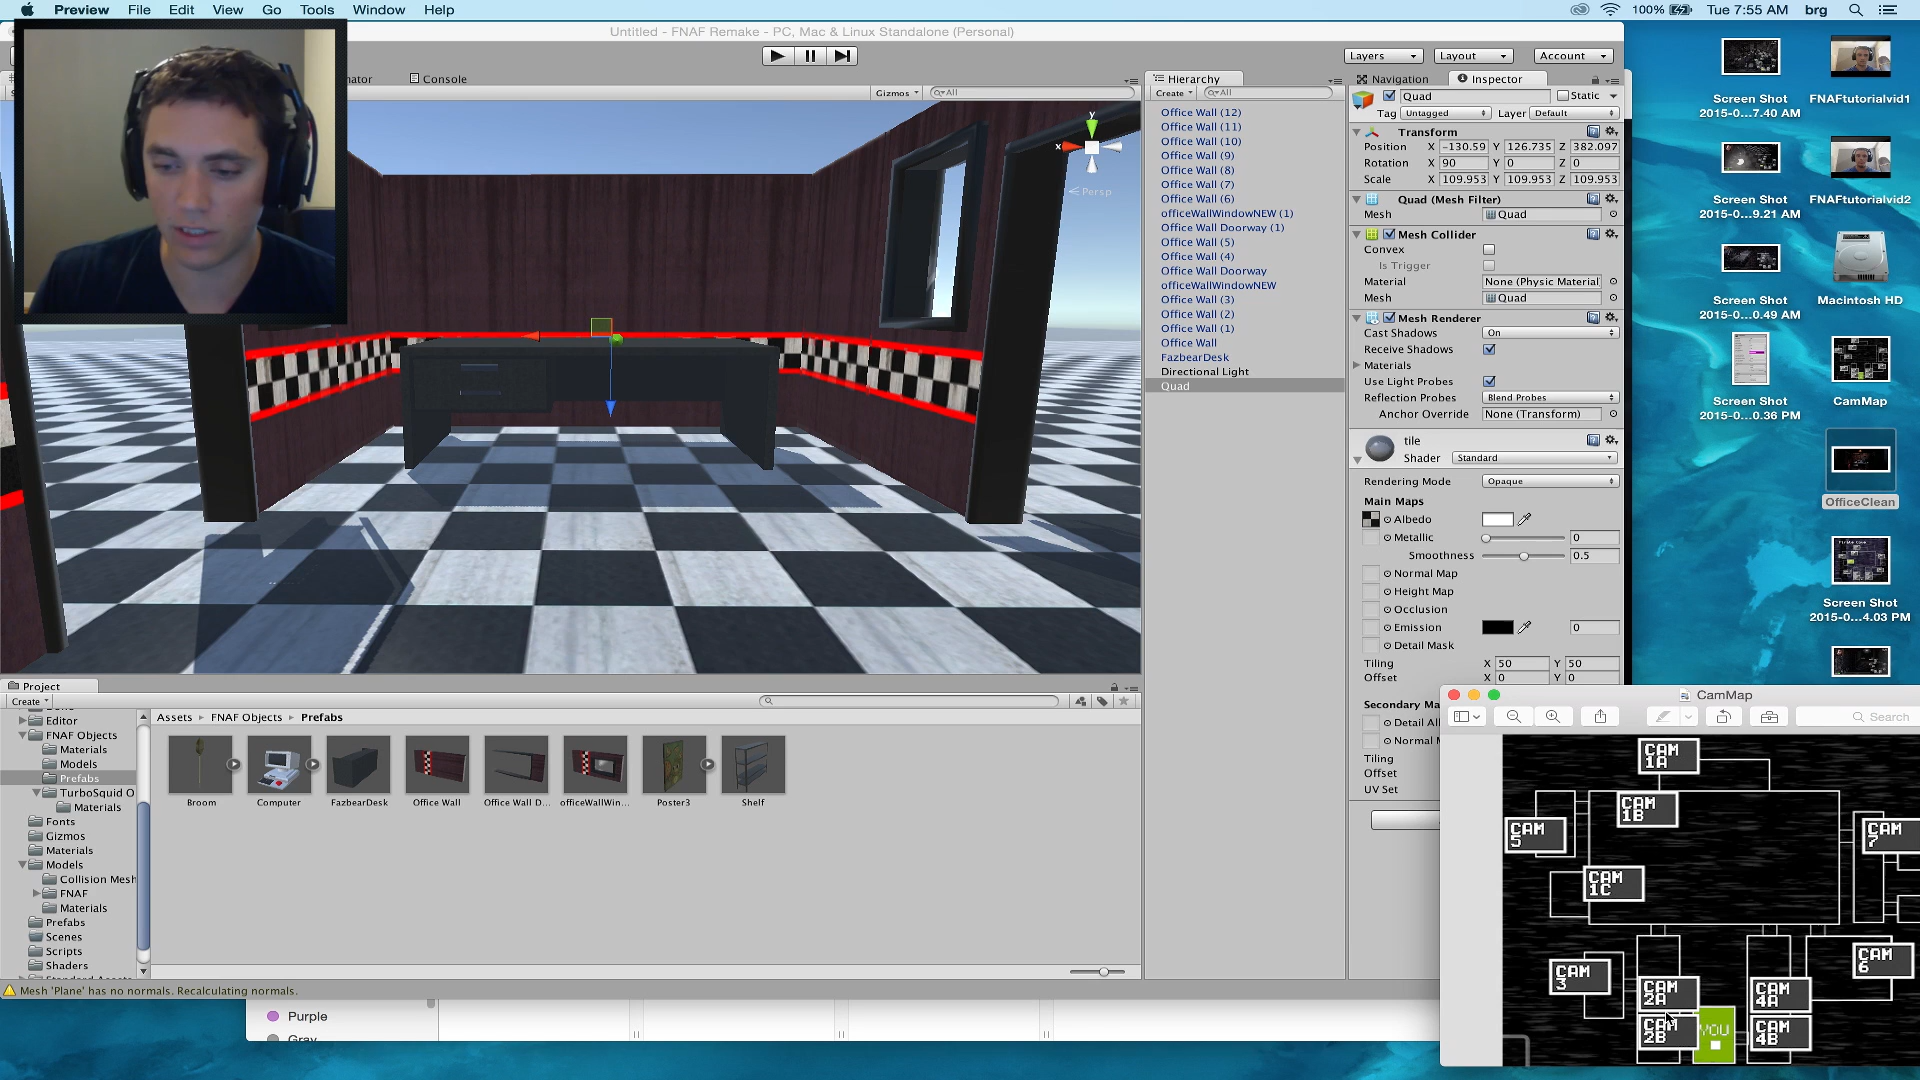 Preview File Edit View Go Tools Window Help
100% Tue 7:55 AM brg
Untitled - FNAF Remake - PC, Mac & Linux Standalone (Personal)
Layers Layout Account
Console
Gizmos All
y
x
Persp
Hierarchy
Create All
Office Wall (12)
Office Wall (11)
Office Wall (10)
Office Wall (9)
Office Wall (8)
Office Wall (7)
Office Wall (6)
officeWallWindowNEW (1)
Office Wall Doorway (1)
Office Wall (5)
Office Wall (4)
Office Wall Doorway
officeWallWindowNEW
Office Wall (3)
Office Wall (2)
Office Wall (1)
Office Wall
FazbearDesk
Directional Light
Quad
Navigation Inspector
Quad Static
Tag Untagged Layer Default
Transform
Position X -130.59 Y 126.735 Z 382.097
Rotation X 90 Y 0 Z 0
Scale X 109.953 Y 109.953 Z 109.953
Quad (Mesh Filter)
Mesh Quad
Mesh Collider
Convex
Is Trigger
Material None (Physic Material
Mesh Quad
Mesh Renderer
Cast Shadows On
Receive Shadows
Materials
Use Light Probes
Reflection Probes Blend Probes
Anchor Override None (Transform)
tile
Shader Standard
Rendering Mode Opaque
Main Maps
Albedo
Metallic 0
Smoothness 0.5
Normal Map
Height Map
Occlusion
Emission 0
Detail Mask
Tiling X 50 Y 50
Offset X 0 Y 0
Secondary Ma
Detail Al
Normal M
Tiling
Offset
UV Set
Project
Create
Editor
FNAF Objects
Materials
Models
Prefabs
TurboSquid O
Materials
Fonts
Gizmos
Materials
Models
Collision Mesh
FNAF
Materials
Prefabs
Scenes
Scripts
Shaders
Assets FNAF Objects Prefabs
Broom Computer FazbearDesk Office Wall Office Wall D... officeWallWin... Poster3 Shelf
Mesh 'Plane' has no normals. Recalculating normals.
Purple
Gray
CamMap
Search
CAM 1A
CAM 1B
CAM 5
CAM 7
CAM 1C
CAM 3
CAM 6
CAM 2A
CAM 4A
CAM 2B
YOU
CAM 4B
Screen Shot
2015-0...7.40 AM
FNAFtutorialvid1
Screen Shot
2015-0...9.21 AM
FNAFtutorialvid2
Screen Shot
2015-0...0.49 AM
Macintosh HD
Screen Shot
2015-0...0.36 PM
CamMap
OfficeClean
Screen Shot
2015-0...4.03 PM